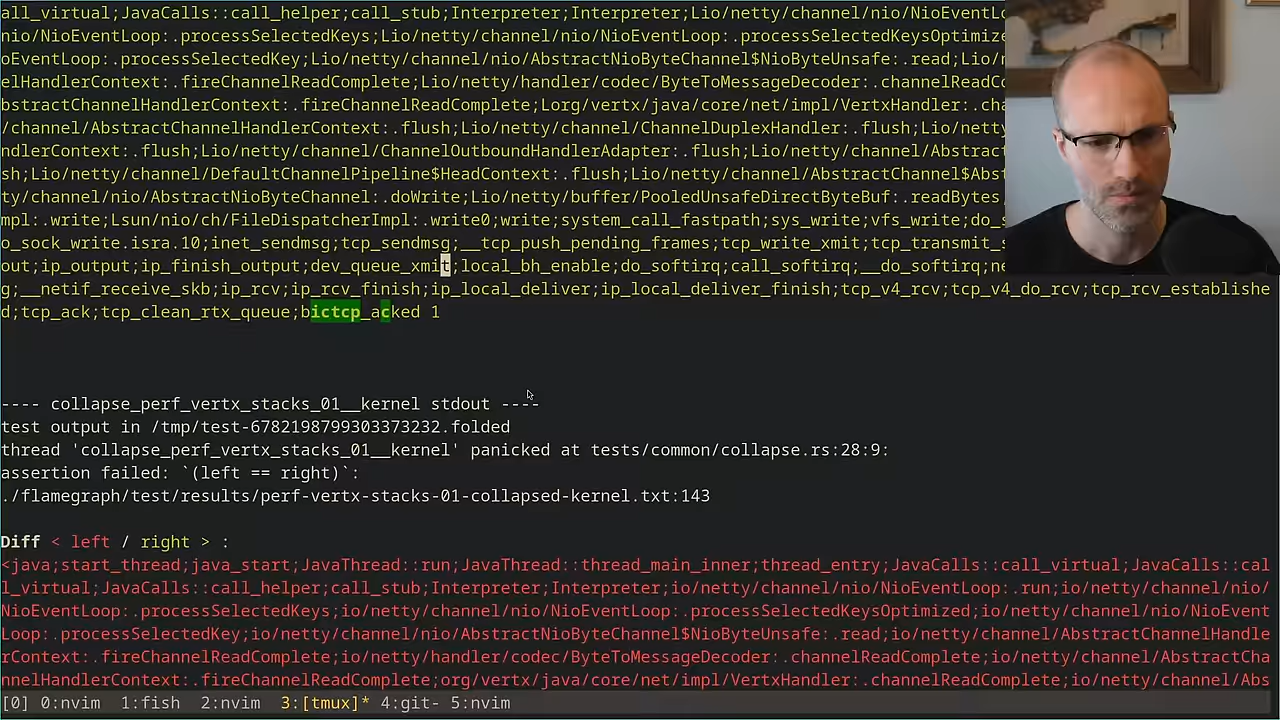 all_virtual;JavaCalls::call_helper;call_stub;Interpreter;Interpreter;Lio/netty/channel/nio/NioEventLo
nio/NioEventLoop:.processSelectedKeys;Lio/netty/channel/nio/NioEventLoop:.processSelectedKeysOptimize
oEventLoop:.processSelectedKey;Lio/netty/channel/nio/AbstractNioByteChannel$NioByteUnsafe:.read;Lio/n
elHandlerContext:.fireChannelReadComplete;Lio/netty/handler/codec/ByteToMessageDecoder:.channelReadCo
bstractChannelHandlerContext:.fireChannelReadComplete;Lorg/vertx/java/core/net/impl/VertxHandler:.cha
/channel/AbstractChannelHandlerContext:.flush;Lio/netty/channel/ChannelDuplexHandler:.flush;Lio/netty
ndlerContext:.flush;Lio/netty/channel/ChannelOutboundHandlerAdapter:.flush;Lio/netty/channel/Abstract
sh;Lio/netty/channel/DefaultChannelPipeline$HeadContext:.flush;Lio/netty/channel/AbstractChannel$Abst
ty/channel/nio/AbstractNioByteChannel:.doWrite;Lio/netty/buffer/PooledUnsafeDirectByteBuf:.readBytes;
mpl:.write;Lsun/nio/ch/FileDispatcherImpl:.write0;write;system_call_fastpath;sys_write;vfs_write;do_s
o_sock_write.isra.10;inet_sendmsg;tcp_sendmsg;__tcp_push_pending_frames;tcp_write_xmit;tcp_transmit_s
out;ip_output;ip_finish_output;dev_queue_xmit;local_bh_enable;do_softirq;call_softirq;__do_softirq;ne
g;__netif_receive_skb;ip_rcv;ip_rcv_finish;ip_local_deliver;ip_local_deliver_finish;tcp_v4_rcv;tcp_v4_do_rcv;tcp_rcv_establishe
d;tcp_ack;tcp_clean_rtx_queue;bictcp_acked 1
---- collapse_perf_vertx_stacks_01__kernel stdout ----
test output in /tmp/test-6782198799303373232.folded
thread 'collapse_perf_vertx_stacks_01__kernel' panicked at tests/common/collapse.rs:28:9:
assertion failed: `(left == right)`:
./flamegraph/test/results/perf-vertx-stacks-01-collapsed-kernel.txt:143
Diff < left / right > :
<java;start_thread;java_start;JavaThread::run;JavaThread::thread_main_inner;thread_entry;JavaCalls::call_virtual;JavaCalls::cal
l_virtual;JavaCalls::call_helper;call_stub;Interpreter;Interpreter;io/netty/channel/nio/NioEventLoop:.run;io/netty/channel/nio/
NioEventLoop:.processSelectedKeys;io/netty/channel/nio/NioEventLoop:.processSelectedKeysOptimized;io/netty/channel/nio/NioEvent
Loop:.processSelectedKey;io/netty/channel/nio/AbstractNioByteChannel$NioByteUnsafe:.read;io/netty/channel/AbstractChannelHandle
rContext:.fireChannelReadComplete;io/netty/handler/codec/ByteToMessageDecoder:.channelReadComplete;io/netty/channel/AbstractCha
nnelHandlerContext:.fireChannelReadComplete;org/vertx/java/core/net/impl/VertxHandler:.channelReadComplete;io/netty/channel/Abs
[0] 0:nvim  1:fish  2:nvim  3:[tmux]* 4:git- 5:nvim